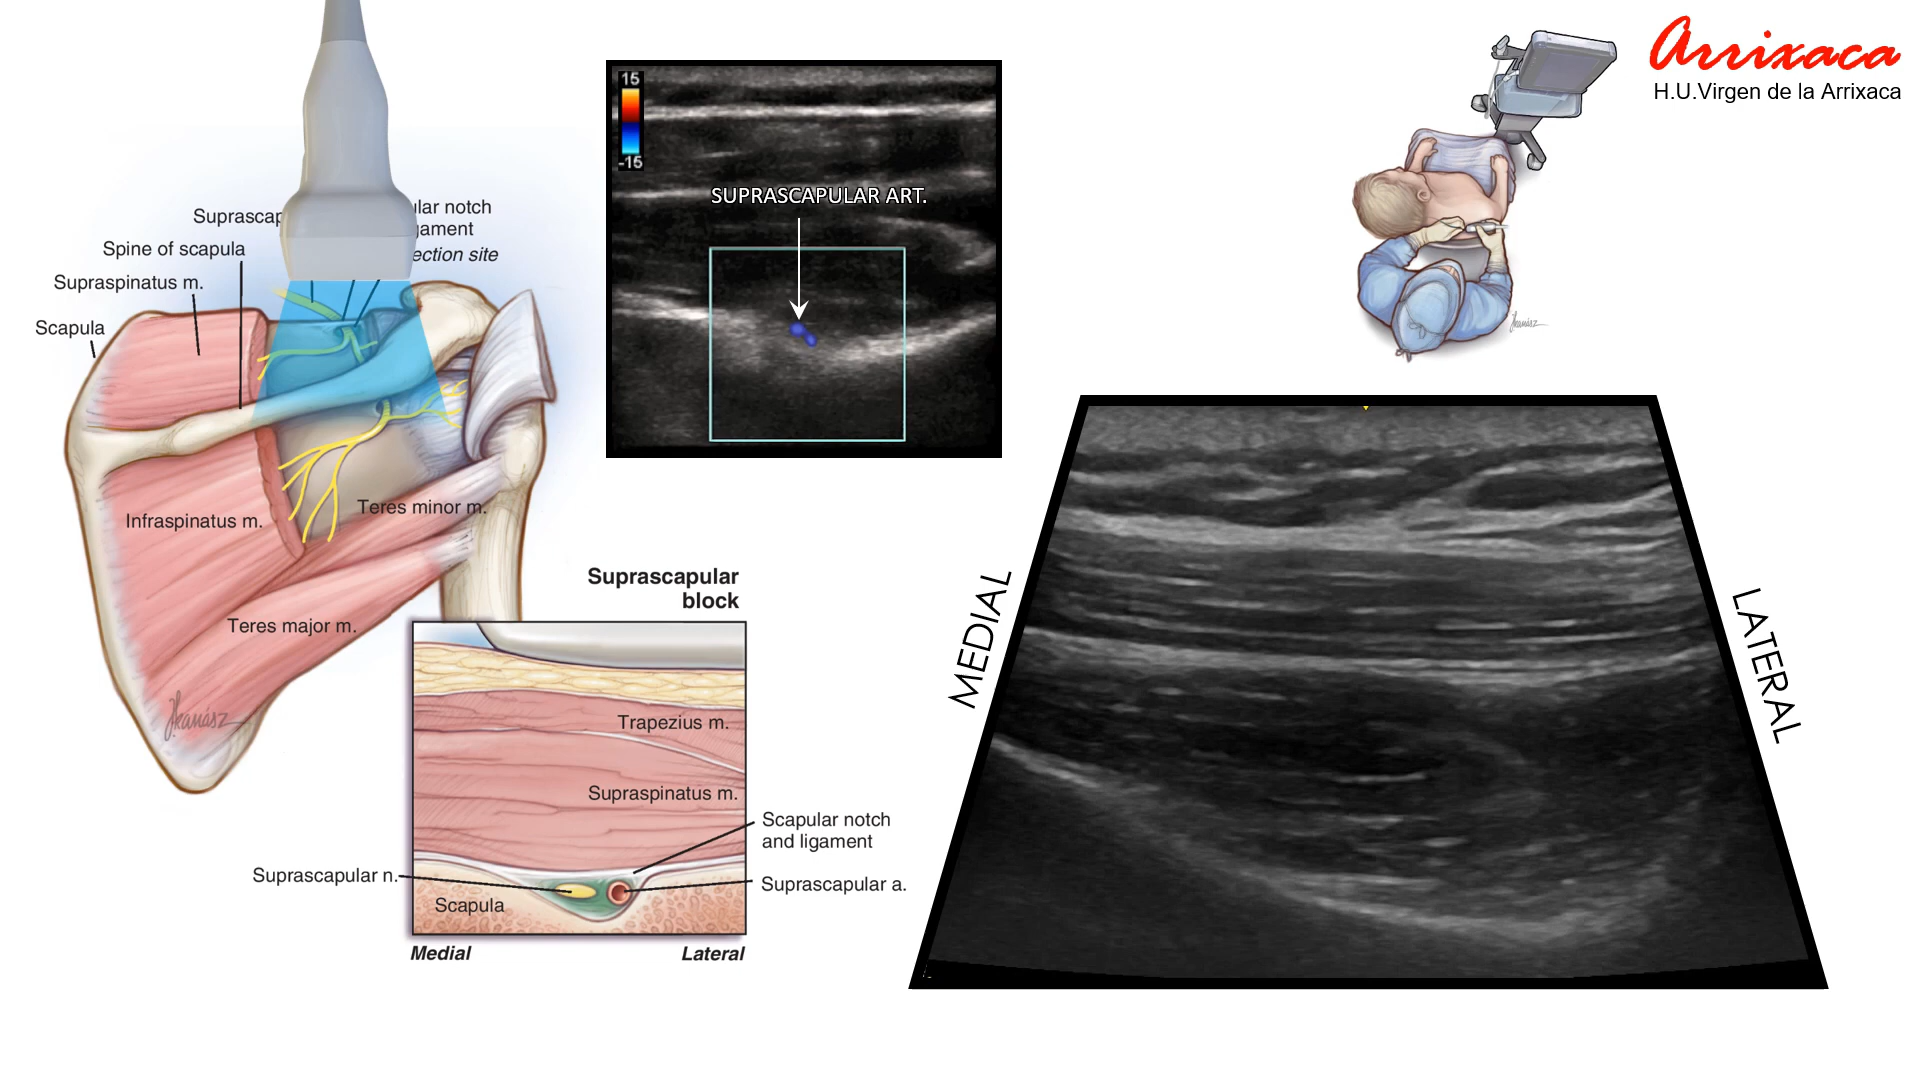 Arrixaca
H.U.Virgen de la Arrixaca
15
-15
SUPRASCAPULAR ART.
lar notch
ament
ection site
Spine of scapula
Supraspinatus m.
Scapula
Infraspinatus m.
Teres minor m.
Teres major m.
Suprascapular
block
Trapezius m.
Supraspinatus m.
Scapular notch
and ligament
Suprascapular n.
Suprascapular a.
Scapula
Medial
Lateral
MEDIAL
LATERAL